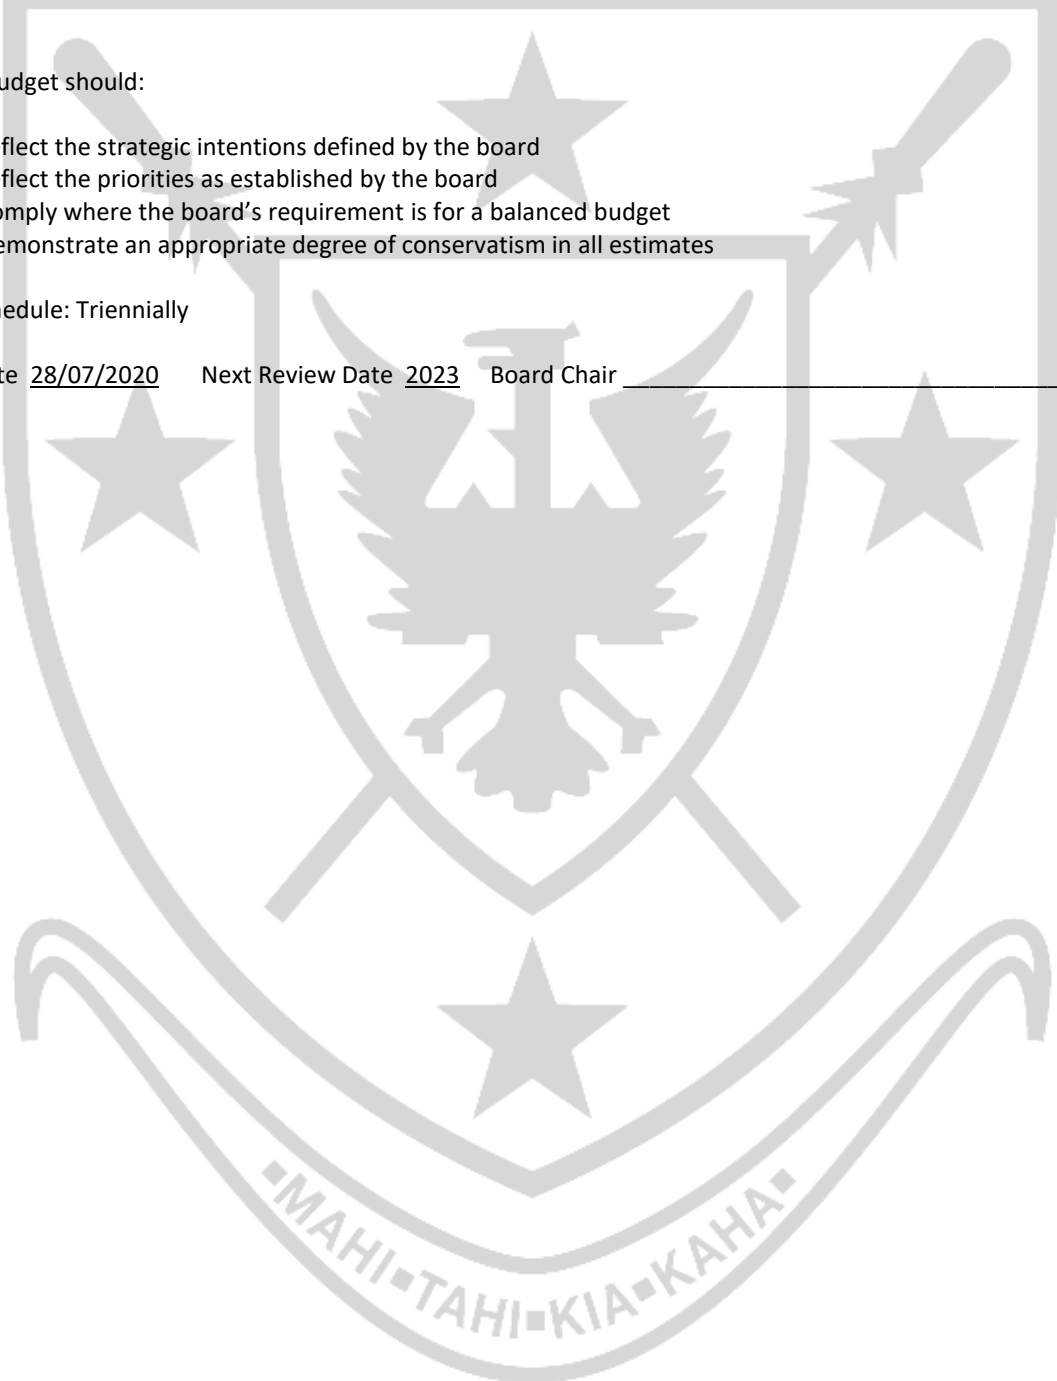 udget should:
flect the strategic intentions defined by the board
flect the priorities as established by the board
omply where the board’s requirement is for a balanced budget
emonstrate an appropriate degree of conservatism in all estimates
hedule: Triennially
te 28/07/2020 Next Review Date 2023 Board Chair ___________________________________
▪MAHI▪TAHI▪KIA▪KAHA▪